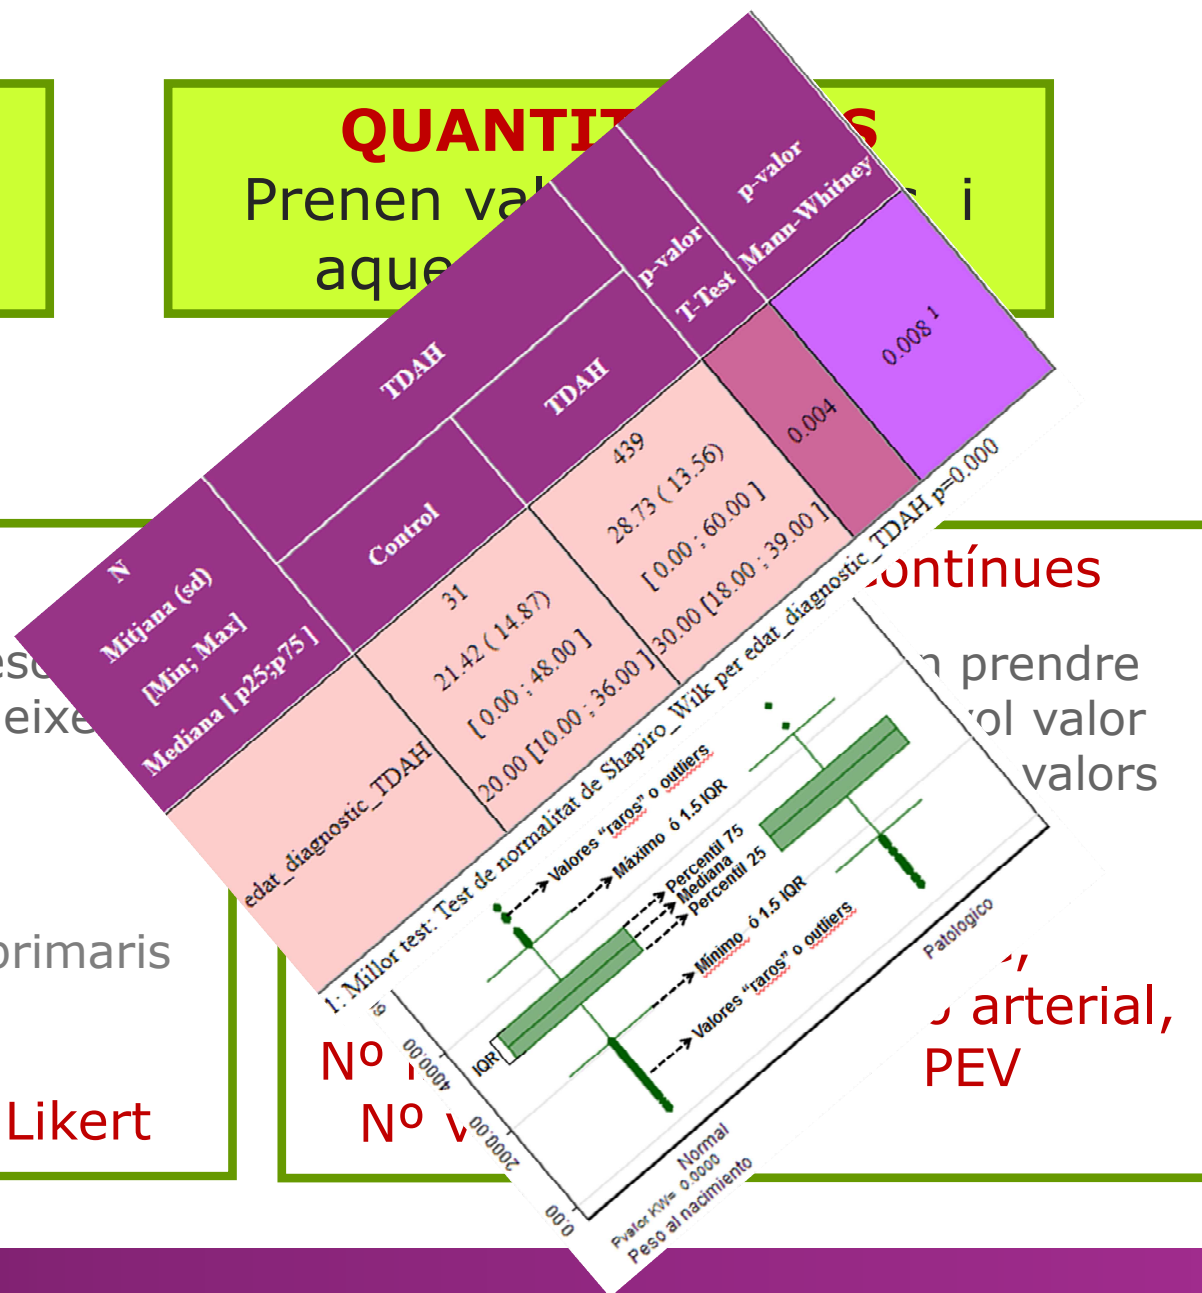 QUANTIT S
Prenen va s i
aque
TDAH
p-valor
T-Test
p-valor
Mann-Whitney
N
Mitjana (sd)
[Min; Max]
Mediana [ p25;p75 ]
Control
TDAH
edat_diagnostic_TDAH
31
21.42 ( 14.87)
[ 0.00 ; 48.00 ]
20.00 [10.00 ; 36.00 ]
439
28.73 ( 13.56)
[ 0.00 ; 60.00 ]
30.00 [18.00 ; 39.00 ]
0.004
0.008 1
1: Millor test: Test de normalitat de Shapiro_Wilk per edat_diagnostic_TDAH p=0.000
contínues
prendre
valor
valors
primaris
Likert
Nº
Nº v
arterial,
PEV
Valores “raros” o outliers
Máximo ó 1.5 IQR
Percentil 75
Mediana
Percentil 25
Mínimo ó 1.5 IQR
Valores “raros” o outliers
IQR
4000.00
2000.00
0.00
Normal
Patologico
Pvalor KW= 0.0000
Peso al nacimiento